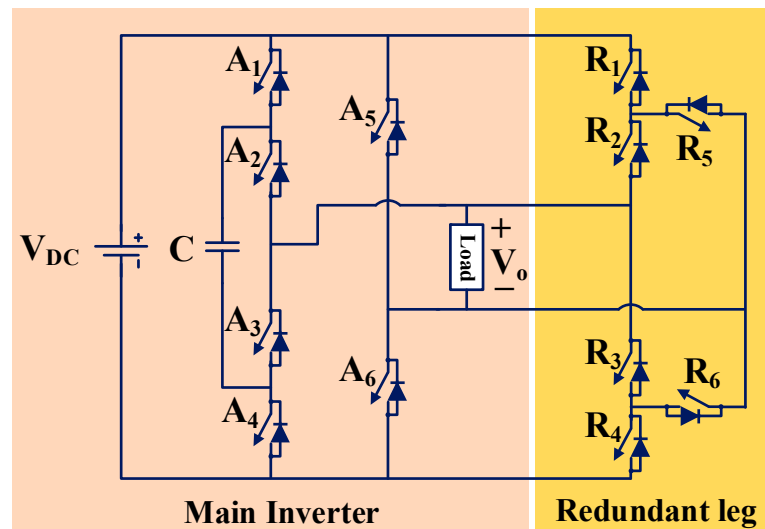 A1
R1
A5
A2
R2
R5
+
VDC
+
-
C
Load
Vo
−
A3
R3
R6
A6
A4
R4
Main Inverter
Redundant leg